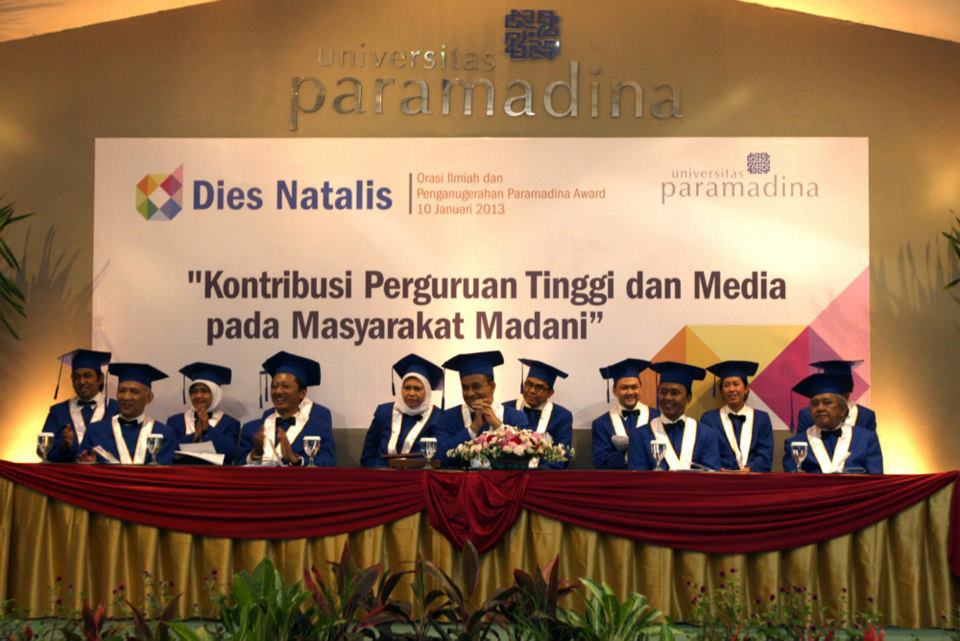 universitas
paramadina
Dies Natalis
Orasi Ilmiah dan
Penganugerahan Paramadina Award
10 Januari 2013
universitas
paramadina
"Kontribusi Perguruan Tinggi dan Media
pada Masyarakat Madani”